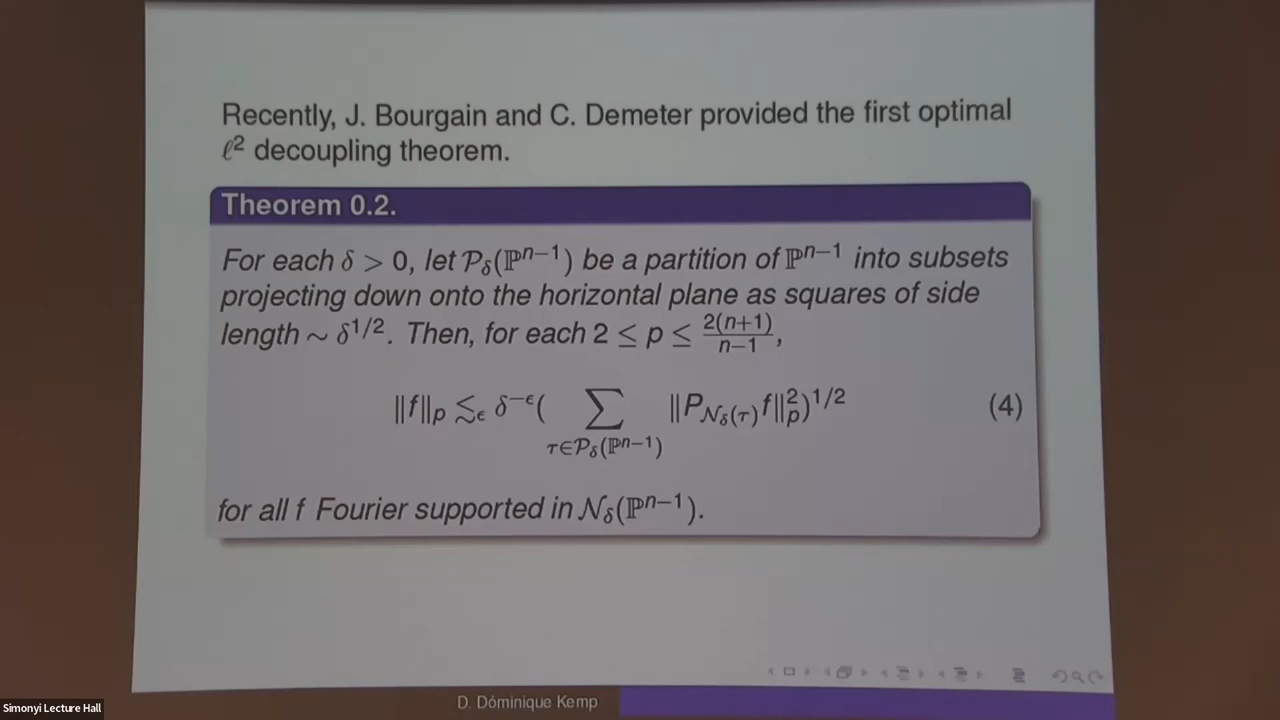 Recently, J. Bourgain and C. Demeter provided the first optimal
ℓ² decoupling theorem.
Theorem 0.2.
For each δ > 0, let 𝒫_δ(ℙ^{n−1}) be a partition of ℙ^{n−1} into subsets
projecting down onto the horizontal plane as squares of side
length ∼ δ^{1/2}. Then, for each 2 ≤ p ≤ \frac{2(n+1)}{n−1},
‖f‖_p ≲_ϵ δ^{−ϵ}( ∑_{τ∈𝒫_δ(ℙ^{n−1})} ‖P_{𝒩_δ(τ)}f‖_p^2)^{1/2} (4)
for all f Fourier supported in 𝒩_δ(ℙ^{n−1}).
D. Dóminique Kemp
Simonyi Lecture Hall